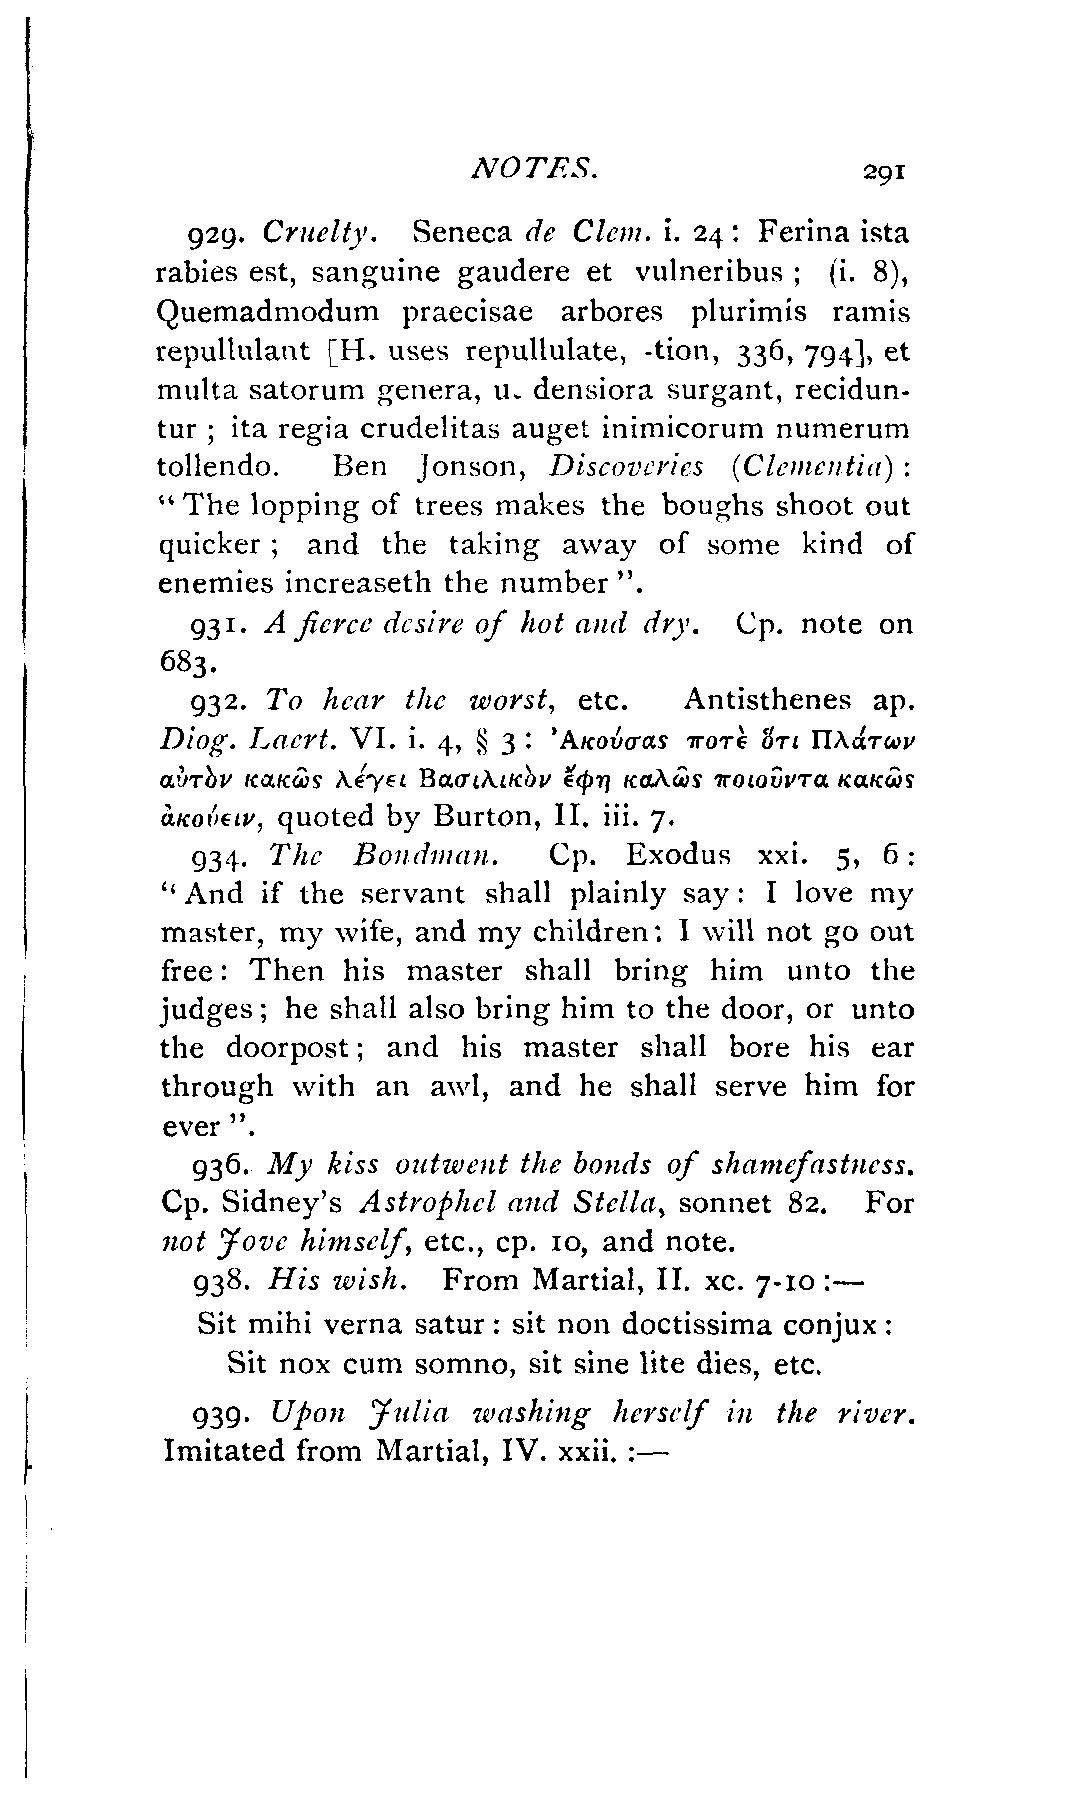 NOTES. 291
929. Cruelty. Seneca de Clem. i. 24: Ferina ista
rabies est, sanguine gaudere et vulneribus; (i. 8),
Quemadmodum praecisae arbores plurimis ramis
repullulant [H. uses repullulate, -tion, 336, 794], et
multa satorum genera, u. densiora surgant, recidun-
tur; ita regia crudelitas auget inimicorum numerum
tollendo. Ben Jonson, Discoveries (Clementia):
"The lopping of trees makes the boughs shoot out
quicker; and the taking away of some kind of
enemies increaseth the number".
931. A fierce desire of hot and dry. Cp. note on
683.
932. To hear the worst, etc. Antisthenes ap.
Diog. Laert. VI. i. 4, § 3: Ἀκούσας ποτὲ ὅτι Πλάτων
αὐτὸν κακῶς λέγει Βασιλικὸν ἔφη καλῶς ποιοῦντα κακῶς
ἀκούειν, quoted by Burton, II. iii. 7.
934. The Bondman. Cp. Exodus xxi. 5, 6:
"And if the servant shall plainly say: I love my
master, my wife, and my children: I will not go out
free: Then his master shall bring him unto the
judges; he shall also bring him to the door, or unto
the doorpost; and his master shall bore his ear
through with an awl, and he shall serve him for
ever".
936. My kiss outwent the bonds of shamefastness.
Cp. Sidney's Astrophel and Stella, sonnet 82. For
not Jove himself, etc., cp. 10, and note.
938. His wish. From Martial, II. xc. 7-10:—
Sit mihi verna satur: sit non doctissima conjux:
Sit nox cum somno, sit sine lite dies, etc.
939. Upon Julia washing herself in the river.
Imitated from Martial, IV. xxii.:—